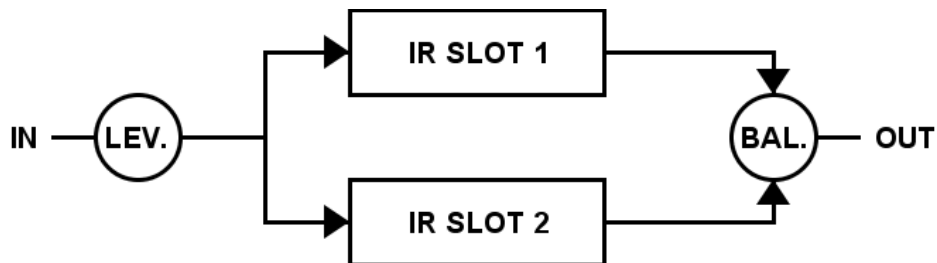 IR SLOT 1
IN
LEV.
BAL.
OUT
IR SLOT 2